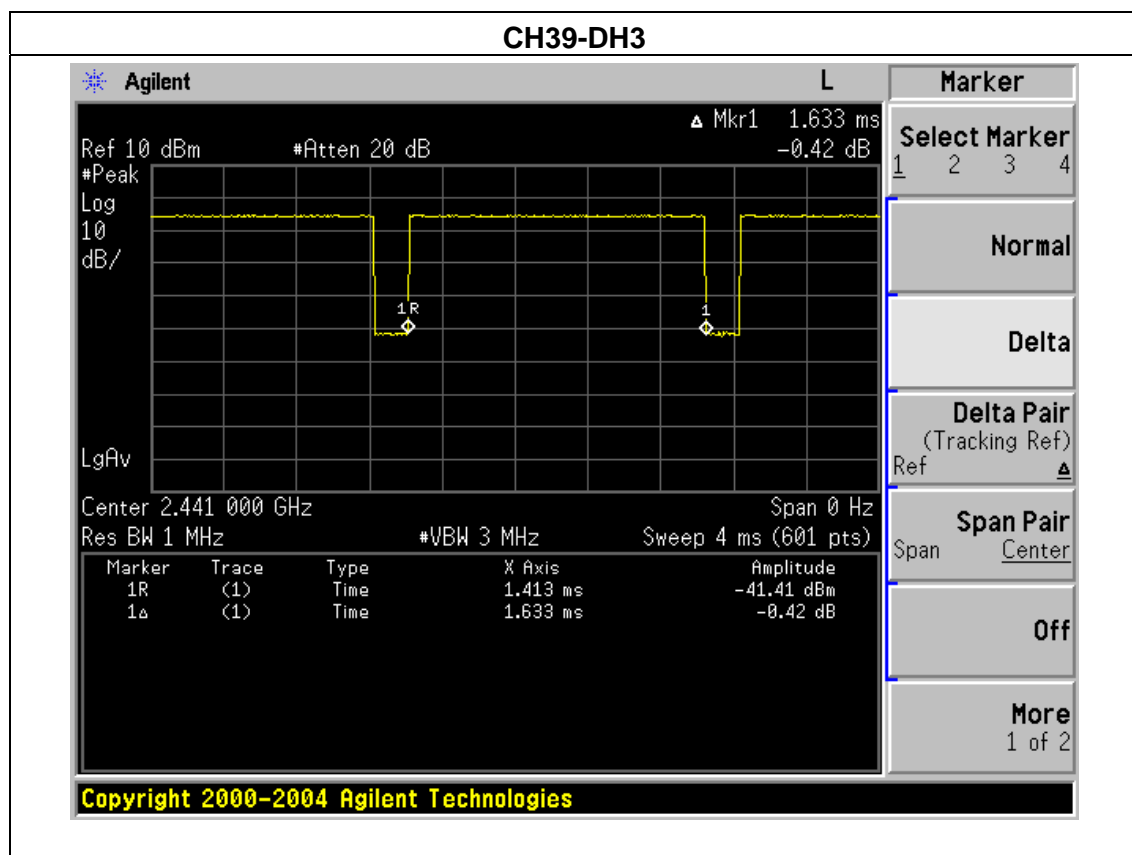 CH39-DH3
Agilent L Marker
Δ Mkr1 1.633 ms
Ref 10 dBm #Atten 20 dB -0.42 dB
#Peak
Log
10
dB/
1R 1
LgAv
Center 2.441 000 GHz Span 0 Hz
Res BW 1 MHz #VBW 3 MHz Sweep 4 ms (601 pts)
Marker Trace Type X Axis Amplitude
1R (1) Time 1.413 ms -41.41 dBm
1Δ (1) Time 1.633 ms -0.42 dB
Select Marker
1 2 3 4
Normal
Delta
Delta Pair
(Tracking Ref)
Ref Δ
Span Pair
Span Center
Off
More
1 of 2
Copyright 2000-2004 Agilent Technologies